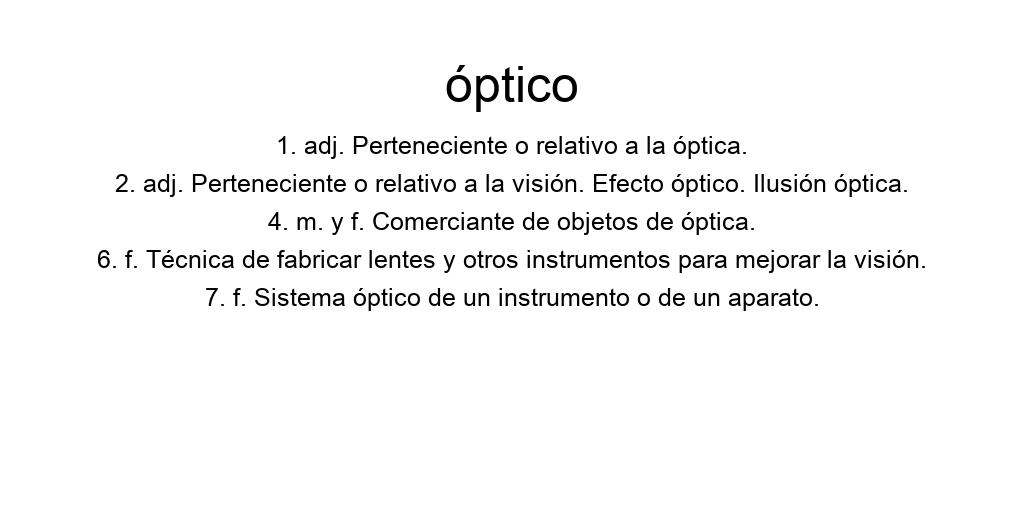 óptico
1. adj. Perteneciente o relativo a la óptica.
2. adj. Perteneciente o relativo a la visión. Efecto óptico. Ilusión óptica.
4. m. y f. Comerciante de objetos de óptica.
6. f. Técnica de fabricar lentes y otros instrumentos para mejorar la visión.
7. f. Sistema óptico de un instrumento o de un aparato.